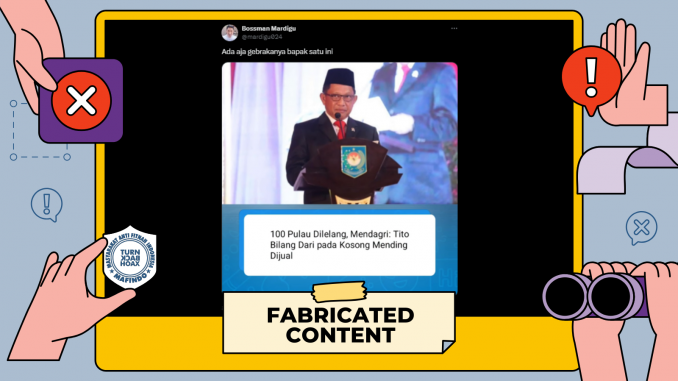 Bossman Mardigu
@mardigu024
Ada aja gebrakanya bapak satu ini
100 Pulau Dilelang, Mendagri: Tito
Bilang Dari pada Kosong Mending
Dijual
MASYARAKAT ANTI FITNAH INDONESIA
TURN
BACK
HOAX
MAFINDO
FABRICATED
CONTENT